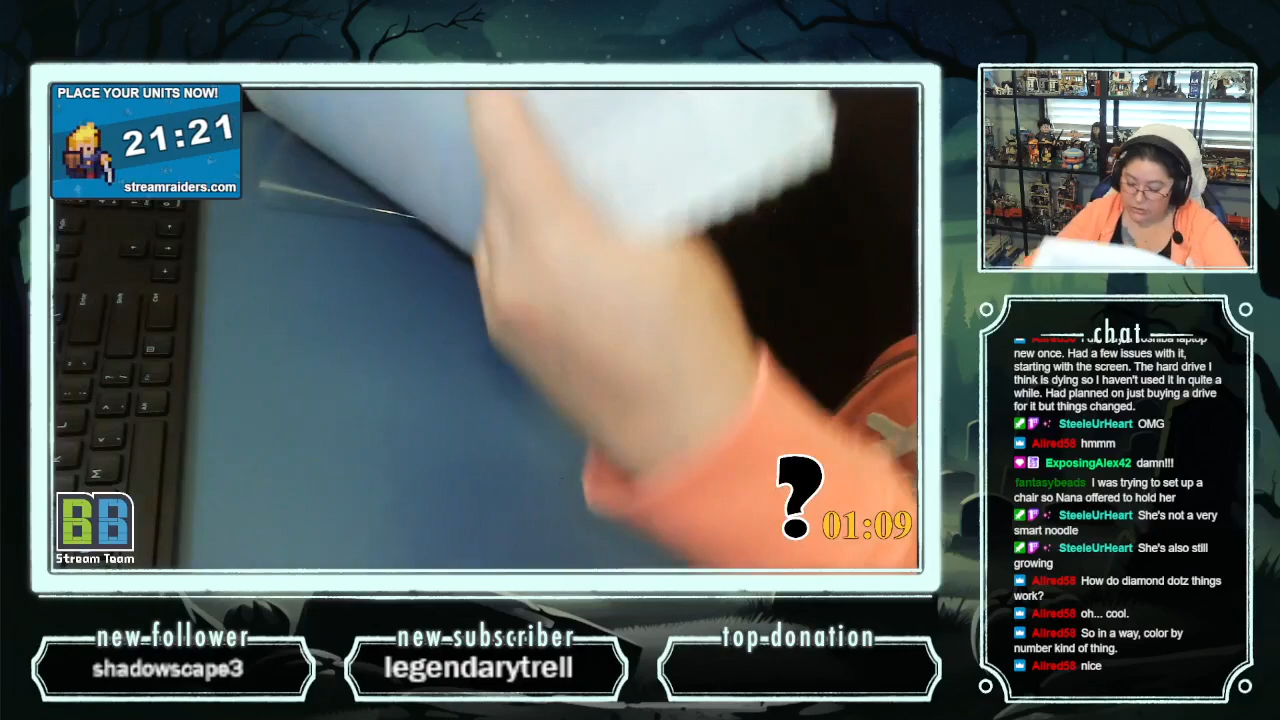 PLACE YOUR UNITS NOW!
21:21
streamraiders.com
BB
Stream Team
?
01:09
chat
new once. Had a few issues with it,
starting with the screen. The hard drive I
think is dying so I haven't used it in quite a
while. Had planned on just buying a drive
for it but things changed.
SteeleUrHeart OMG
Allred58 hmmm
ExposingAlex42 damn!!!
fantasybeads I was trying to set up a
chair so Nana offered to hold her
SteeleUrHeart She's not a very
smart noodle
SteeleUrHeart She's also still
growing
Allred58 How do diamond dotz things
work?
Allred58 oh... cool.
Allred58 So in a way, color by
number kind of thing.
Allred58 nice
new follower
shadowscape3
new subscriber
legendarytrell
top donation